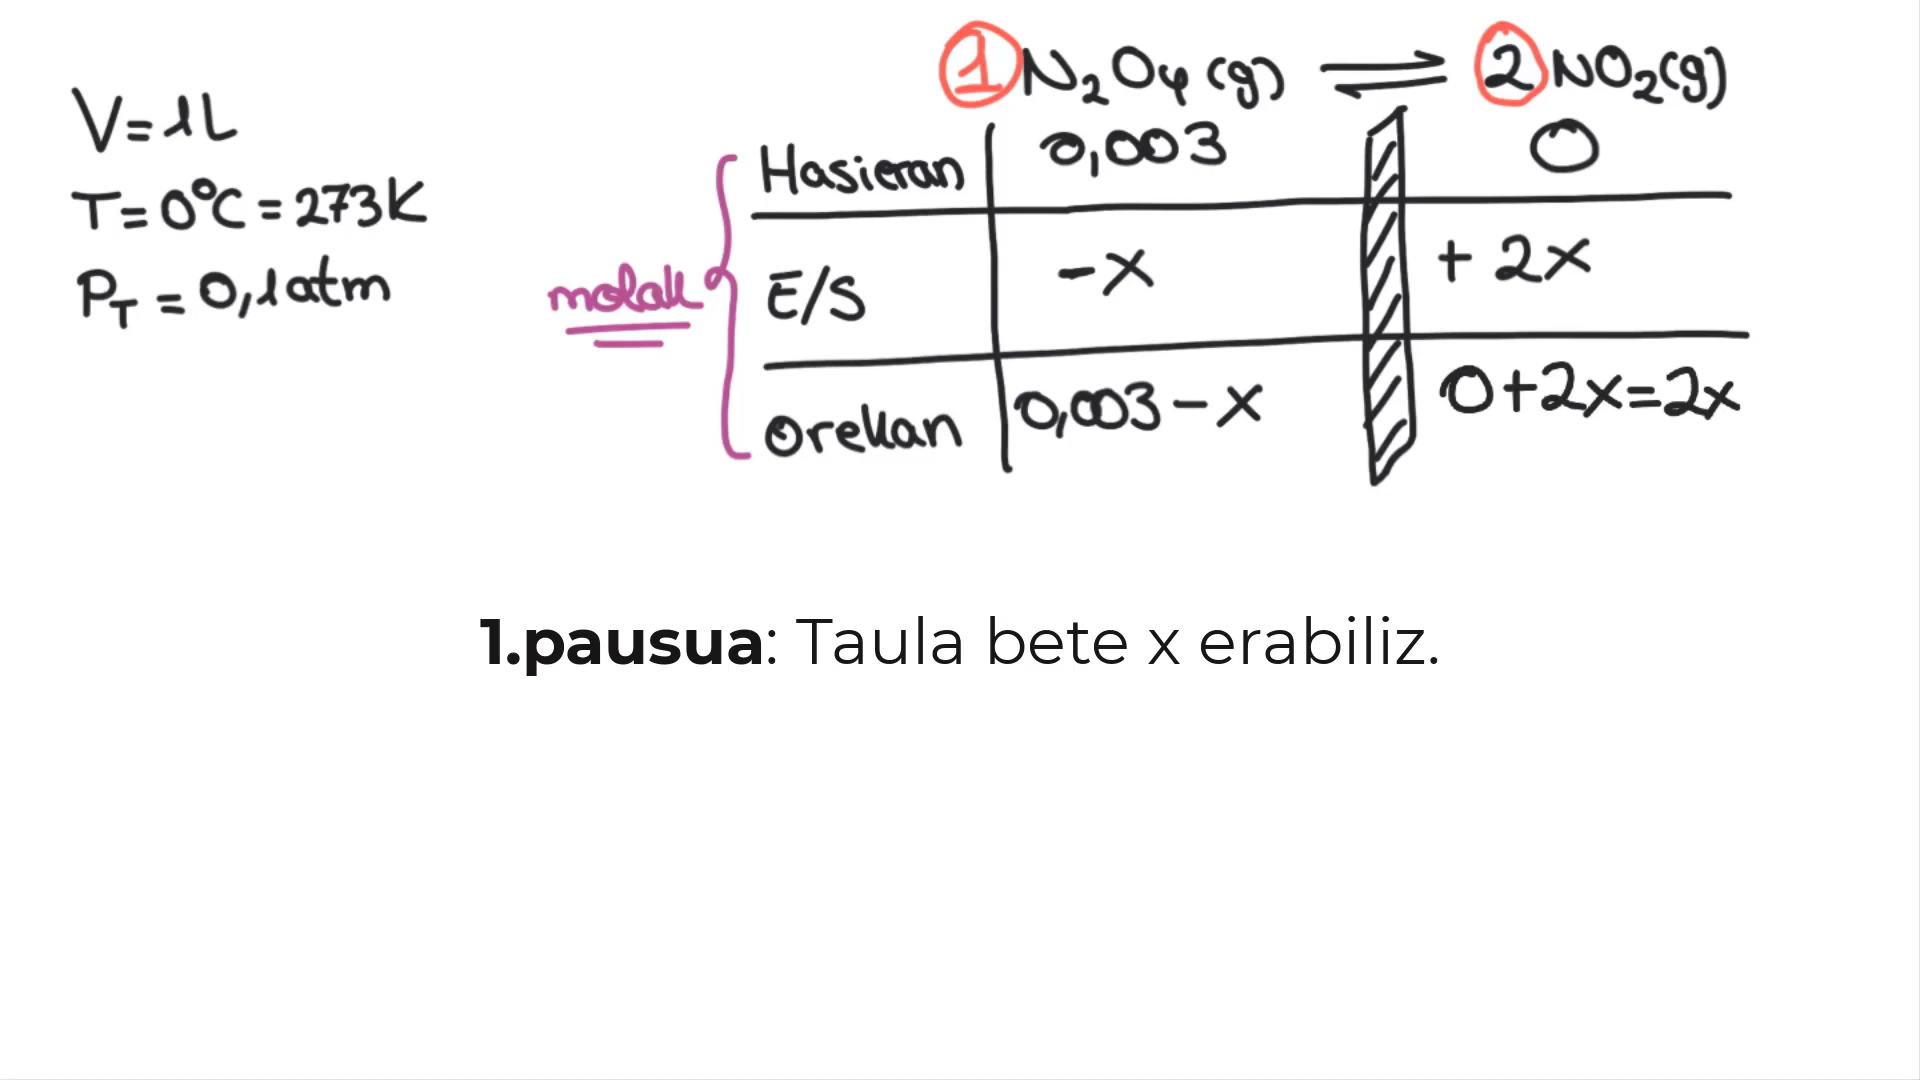 V=1L
T=0°C=273K
P_T=0,1atm
molak
1 N₂O₄(g) ⇌ 2 NO₂(g)
Hasieran 0,003 0
E/S -x +2x
Orekan 0,003-x 0+2x=2x
1.pausua: Taula bete x erabiliz.